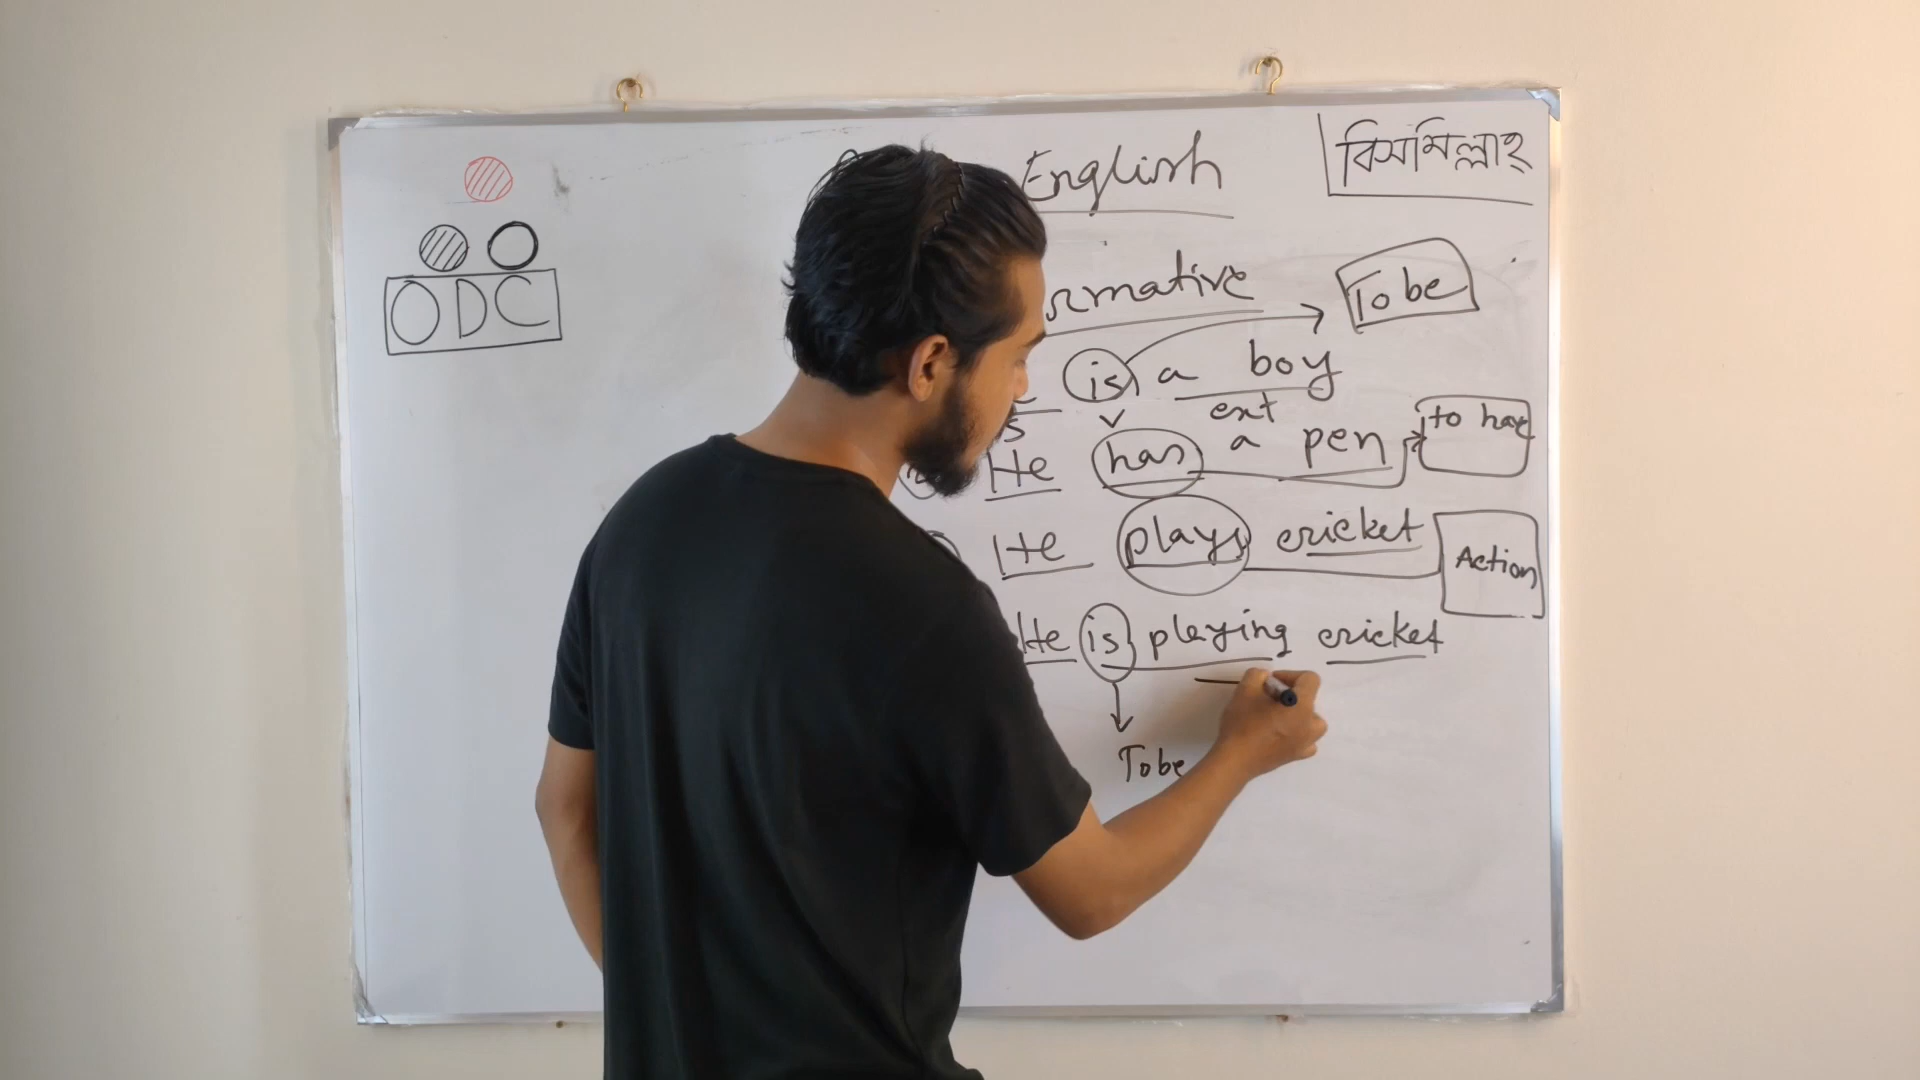 English
বিসমিল্লাহ
ODC
rmative
To be
is a boy
s v ext
He has a pen
to have
He plays cricket
Action
He is playing cricket
To be